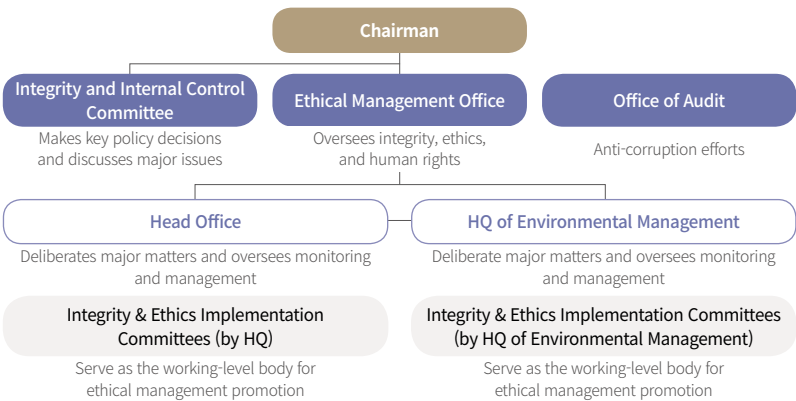 Chairman
Integrity and Internal Control
Committee
Makes key policy decisions
and discusses major issues
Ethical Management Office
Oversees integrity, ethics,
and human rights
Office of Audit
Anti-corruption efforts
Head Office
Deliberates major matters and oversees monitoring
and management
HQ of Environmental Management
Deliberate major matters and oversees monitoring
and management
Integrity & Ethics Implementation
Committees (by HQ)
Serve as the working-level body for
ethical management promotion
Integrity & Ethics Implementation Committees
(by HQ of Environmental Management)
Serve as the working-level body for
ethical management promotion